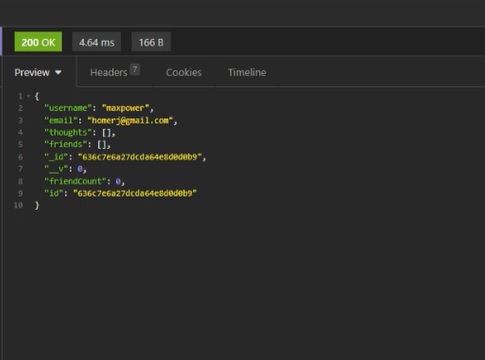 200 OK 4.64 ms 166 B
Preview Headers 7 Cookies Timeline
1 {
2 "username": "maxpower",
3 "email": "homerj@gmail.com",
4 "thoughts": [],
5 "friends": [],
6 "_id": "636c7e6a27dcda64e8d0d0b9",
7 "__v": 0,
8 "friendCount": 0,
9 "id": "636c7e6a27dcda64e8d0d0b9"
10 }